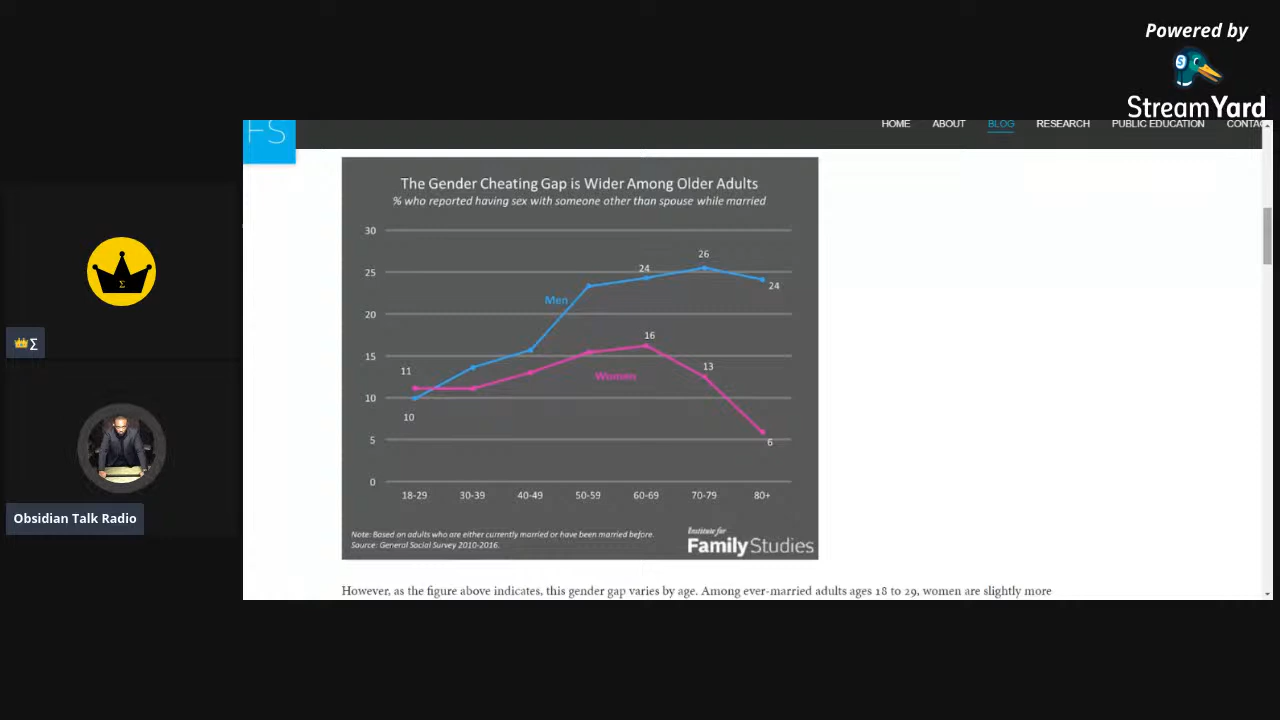 Powered by
StreamYard
FS
HOME ABOUT BLOG RESEARCH PUBLIC EDUCATION
The Gender Cheating Gap is Wider Among Older Adults
% who reported having sex with someone other than spouse while married
30
25
20
15
10
5
0
Men
24
26
24
11
10
Women
16
13
6
18-29 30-39 40-49 50-59 60-69 70-79 80+
Note: Based on adults who are either currently married or have been married before.
Source: General Social Survey 2010-2016.
Institute for
FamilyStudies
However, as the figure above indicates, this gender gap varies by age. Among ever-married adults ages 18 to 29, women are slightly more
Σ
Σ
Obsidian Talk Radio